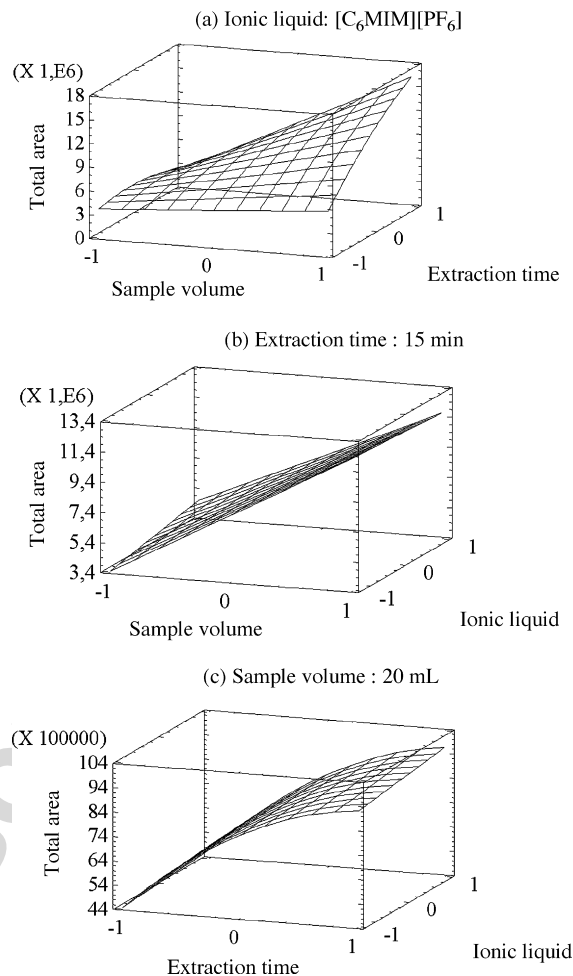 (a) Ionic liquid: [C6MIM][PF6]
(X 1,E6)
18
15
12
9
6
3
0
Total area
-1
0
1
Sample volume
-1
0
1
Extraction time
(b) Extraction time : 15 min
(X 1,E6)
13,4
11,4
9,4
7,4
5,4
3,4
Total area
-1
0
1
Sample volume
-1
0
1
Ionic liquid
(c) Sample volume : 20 mL
(X 100000)
104
94
84
74
64
54
44
Total area
-1
0
1
Extraction time
-1
0
1
Ionic liquid